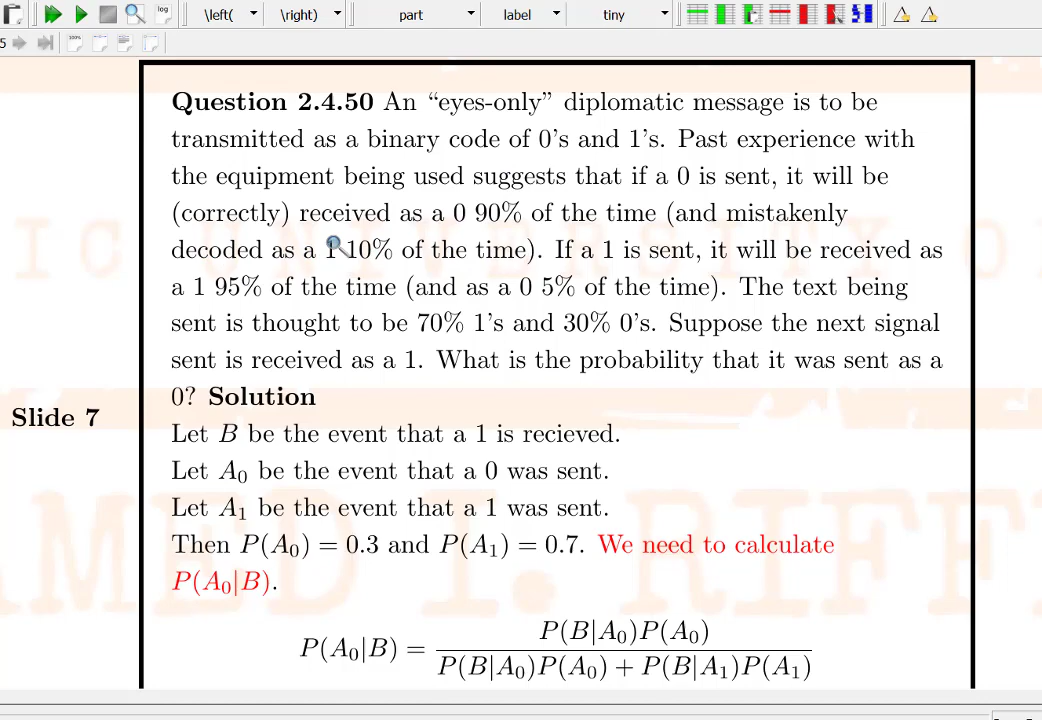 log \left( \right) part label tiny
5 100%
Question 2.4.50 An “eyes-only” diplomatic message is to be
transmitted as a binary code of 0’s and 1’s. Past experience with
the equipment being used suggests that if a 0 is sent, it will be
(correctly) received as a 0 90% of the time (and mistakenly
decoded as a 1 10% of the time). If a 1 is sent, it will be received as
a 1 95% of the time (and as a 0 5% of the time). The text being
sent is thought to be 70% 1’s and 30% 0’s. Suppose the next signal
sent is received as a 1. What is the probability that it was sent as a
0? Solution
Slide 7
Let B be the event that a 1 is recieved.
Let A₀ be the event that a 0 was sent.
Let A₁ be the event that a 1 was sent.
Then P(A₀) = 0.3 and P(A₁) = 0.7. We need to calculate
P(A₀|B).
P(A₀|B) = P(B|A₀)P(A₀) / P(B|A₀)P(A₀) + P(B|A₁)P(A₁)
IC UNIVERSITY O
AMED I. RIFF